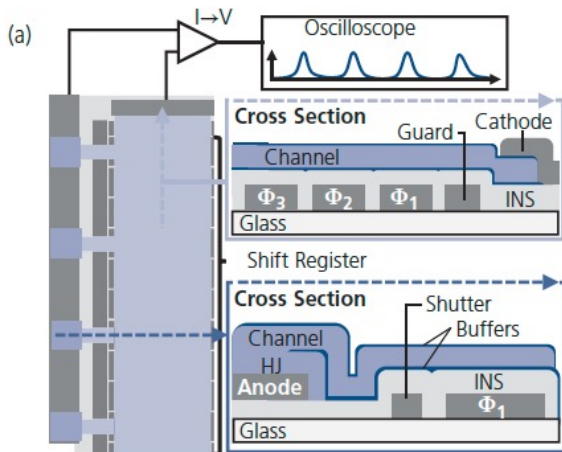 (a)
I→V
Oscilloscope
Cross Section
Guard
Cathode
Channel
Φ3
Φ2
Φ1
INS
Glass
Shift Register
Cross Section
Shutter
Channel
Buffers
HJ
INS
Anode
Φ1
Glass